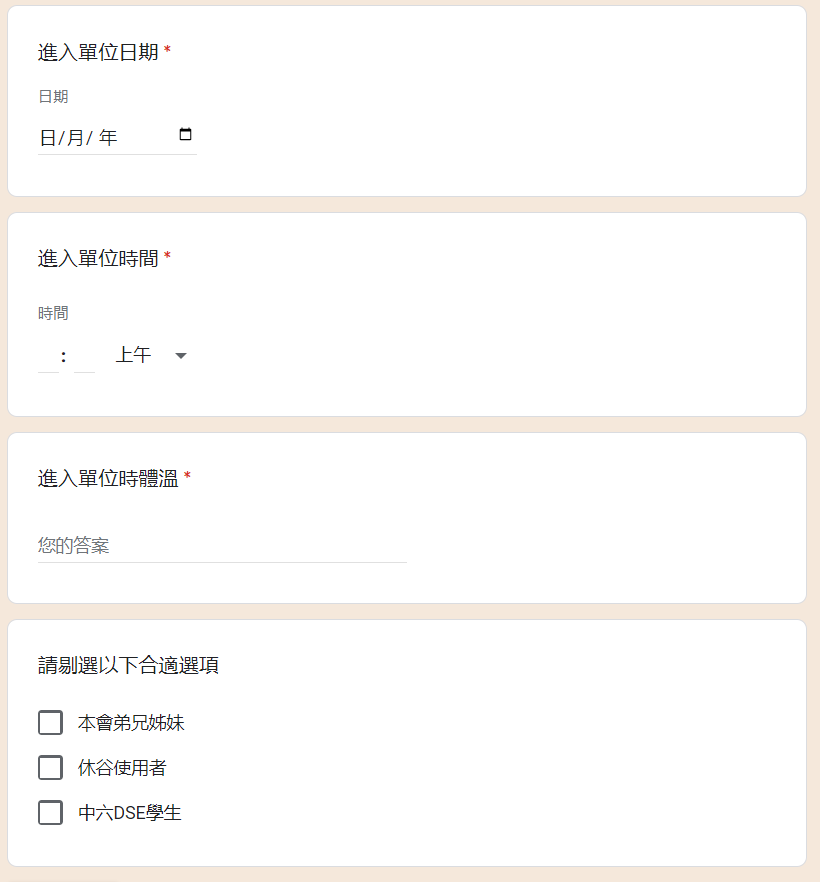 進入單位日期 *
日期
日/月/ 年
進入單位時間 *
時間
: 上午
進入單位時體溫 *
您的答案
請剔選以下合適選項
本會弟兄姊妹
休谷使用者
中六DSE學生